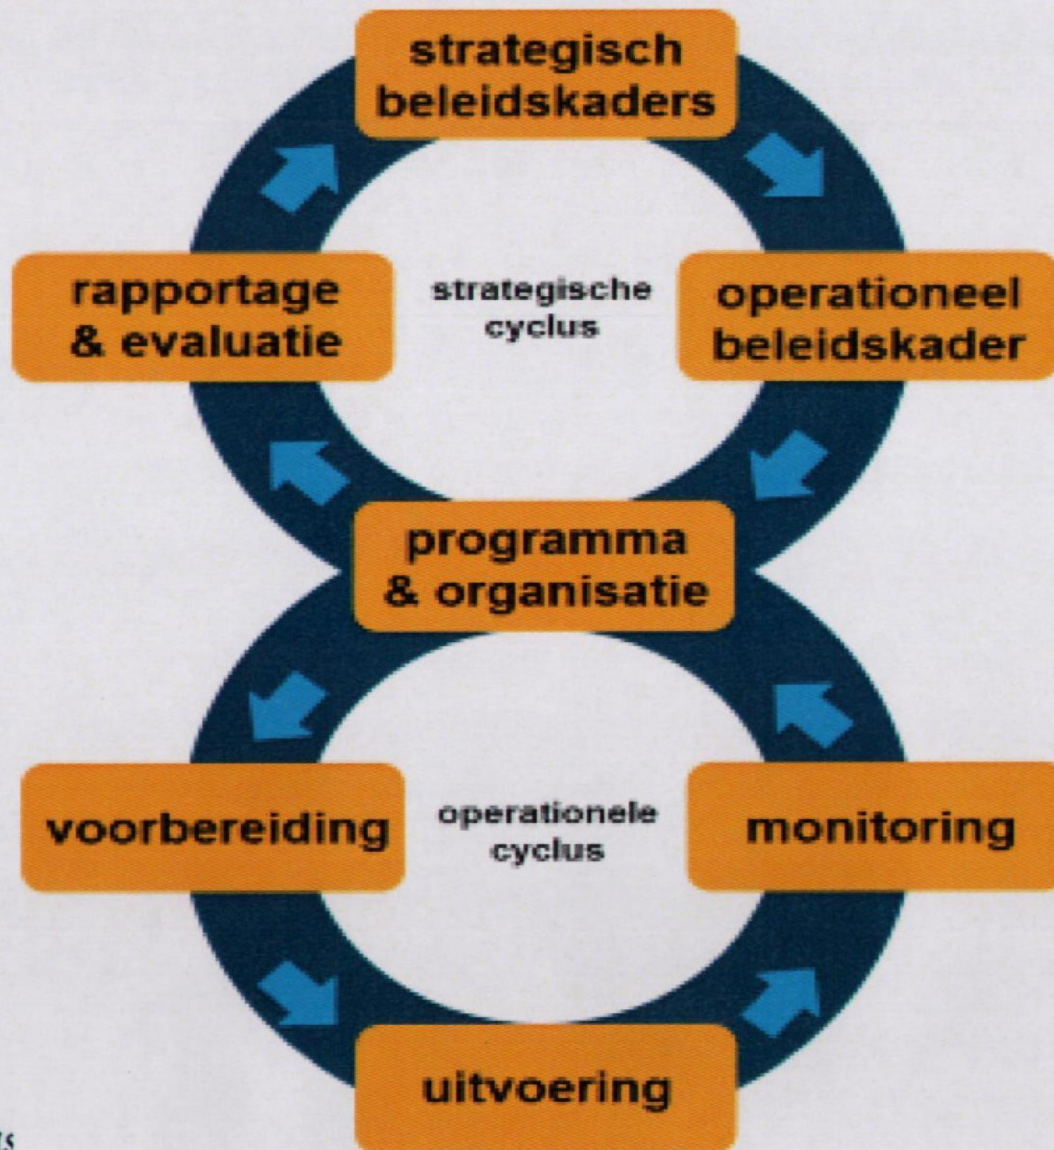 strategisch
beleidskaders
rapportage
& evaluatie
strategische
cyclus
operationeel
beleidskader
programma
& organisatie
voorbereiding
operationele
cyclus
monitoring
uitvoering